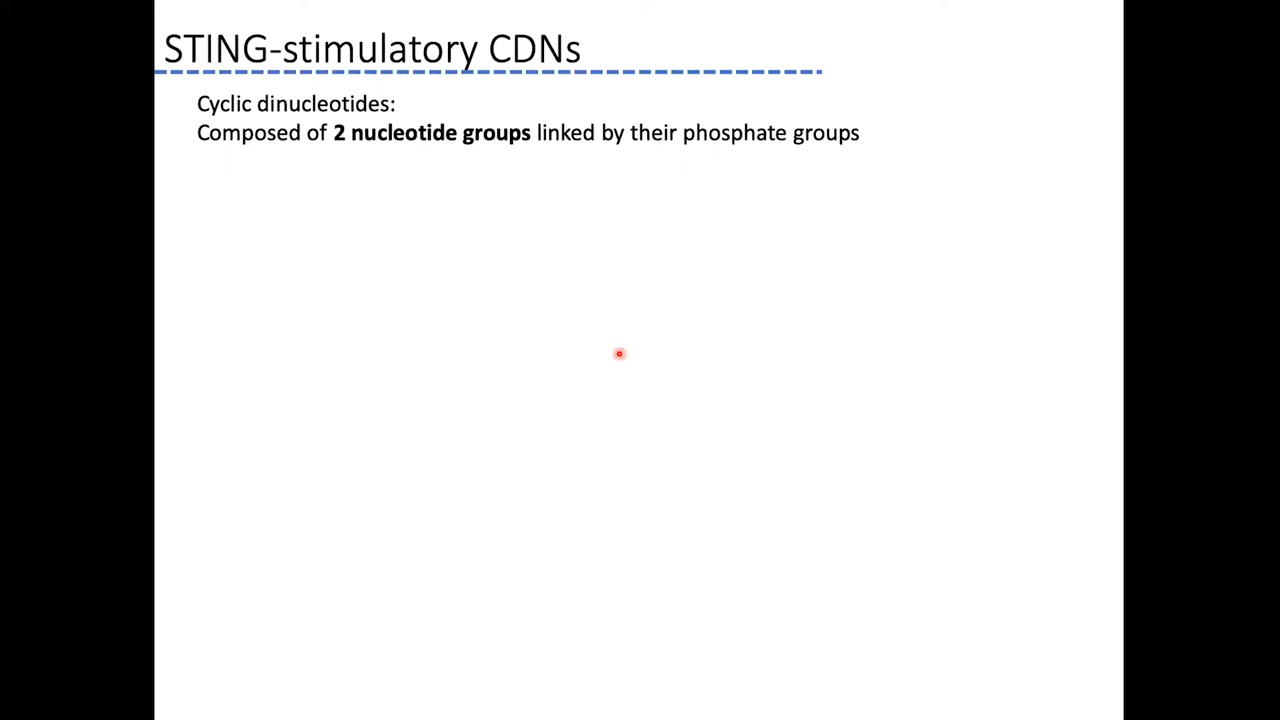 STING-stimulatory CDNs
Cyclic dinucleotides:
Composed of 2 nucleotide groups linked by their phosphate groups